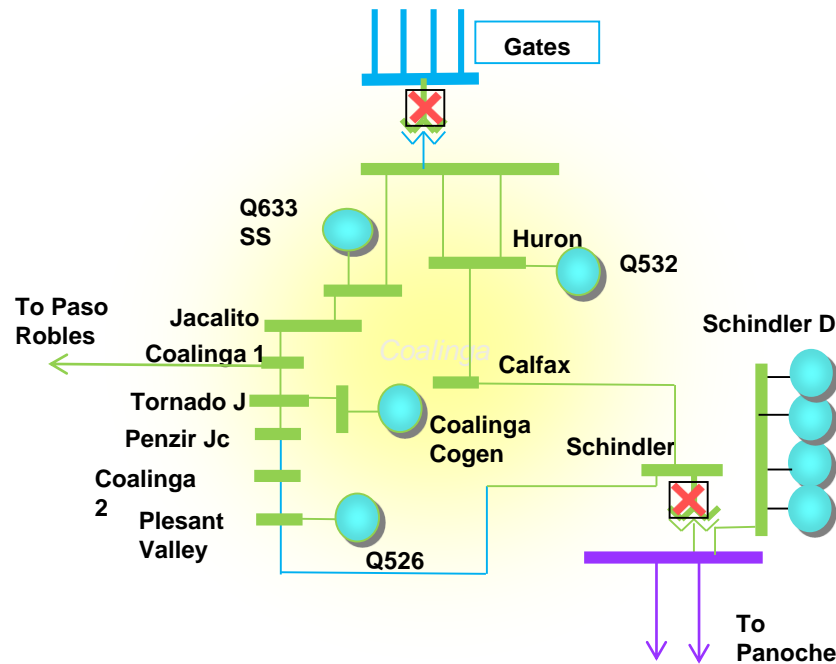 Gates
Q633
SS
Huron
Q532
To Paso
Robles
Jacalito
Schindler D
Coalinga 1
Coalinga
Calfax
Tornado J
Coalinga
Cogen
Penzir Jc
Schindler
Coalinga
2
Plesant
Valley
Q526
To
Panoche